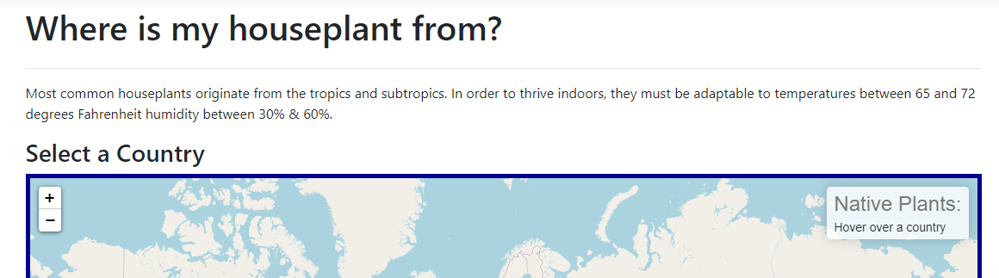 Where is my houseplant from?
Most common houseplants originate from the tropics and subtropics. In order to thrive indoors, they must be adaptable to temperatures between 65 and 72
degrees Fahrenheit humidity between 30% & 60%.
Select a Country
+
−
Native Plants:
Hover over a country